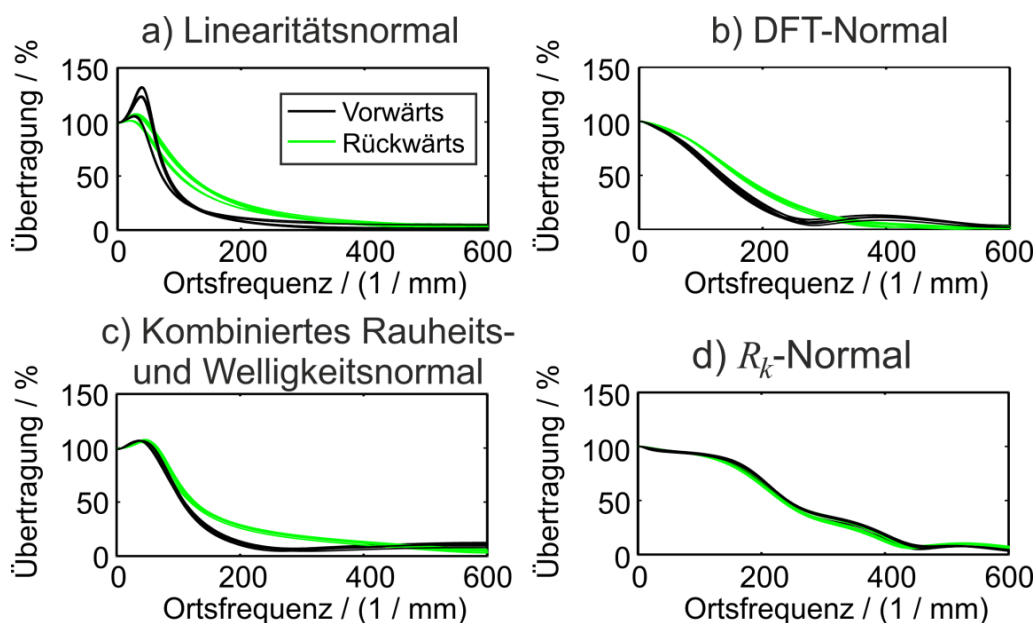 a) Linearitätsnormal
Übertragung / %
150
100
50
0
Vorwärts
Rückwärts
0 200 400 600
Ortsfrequenz / (1 / mm)
b) DFT-Normal
Übertragung / %
150
100
50
0
0 200 400 600
Ortsfrequenz / (1 / mm)
c) Kombiniertes Rauheits-
und Welligkeitsnormal
Übertragung / %
150
100
50
0
0 200 400 600
Ortsfrequenz / (1 / mm)
d) Rk-Normal
Übertragung / %
150
100
50
0
0 200 400 600
Ortsfrequenz / (1 / mm)